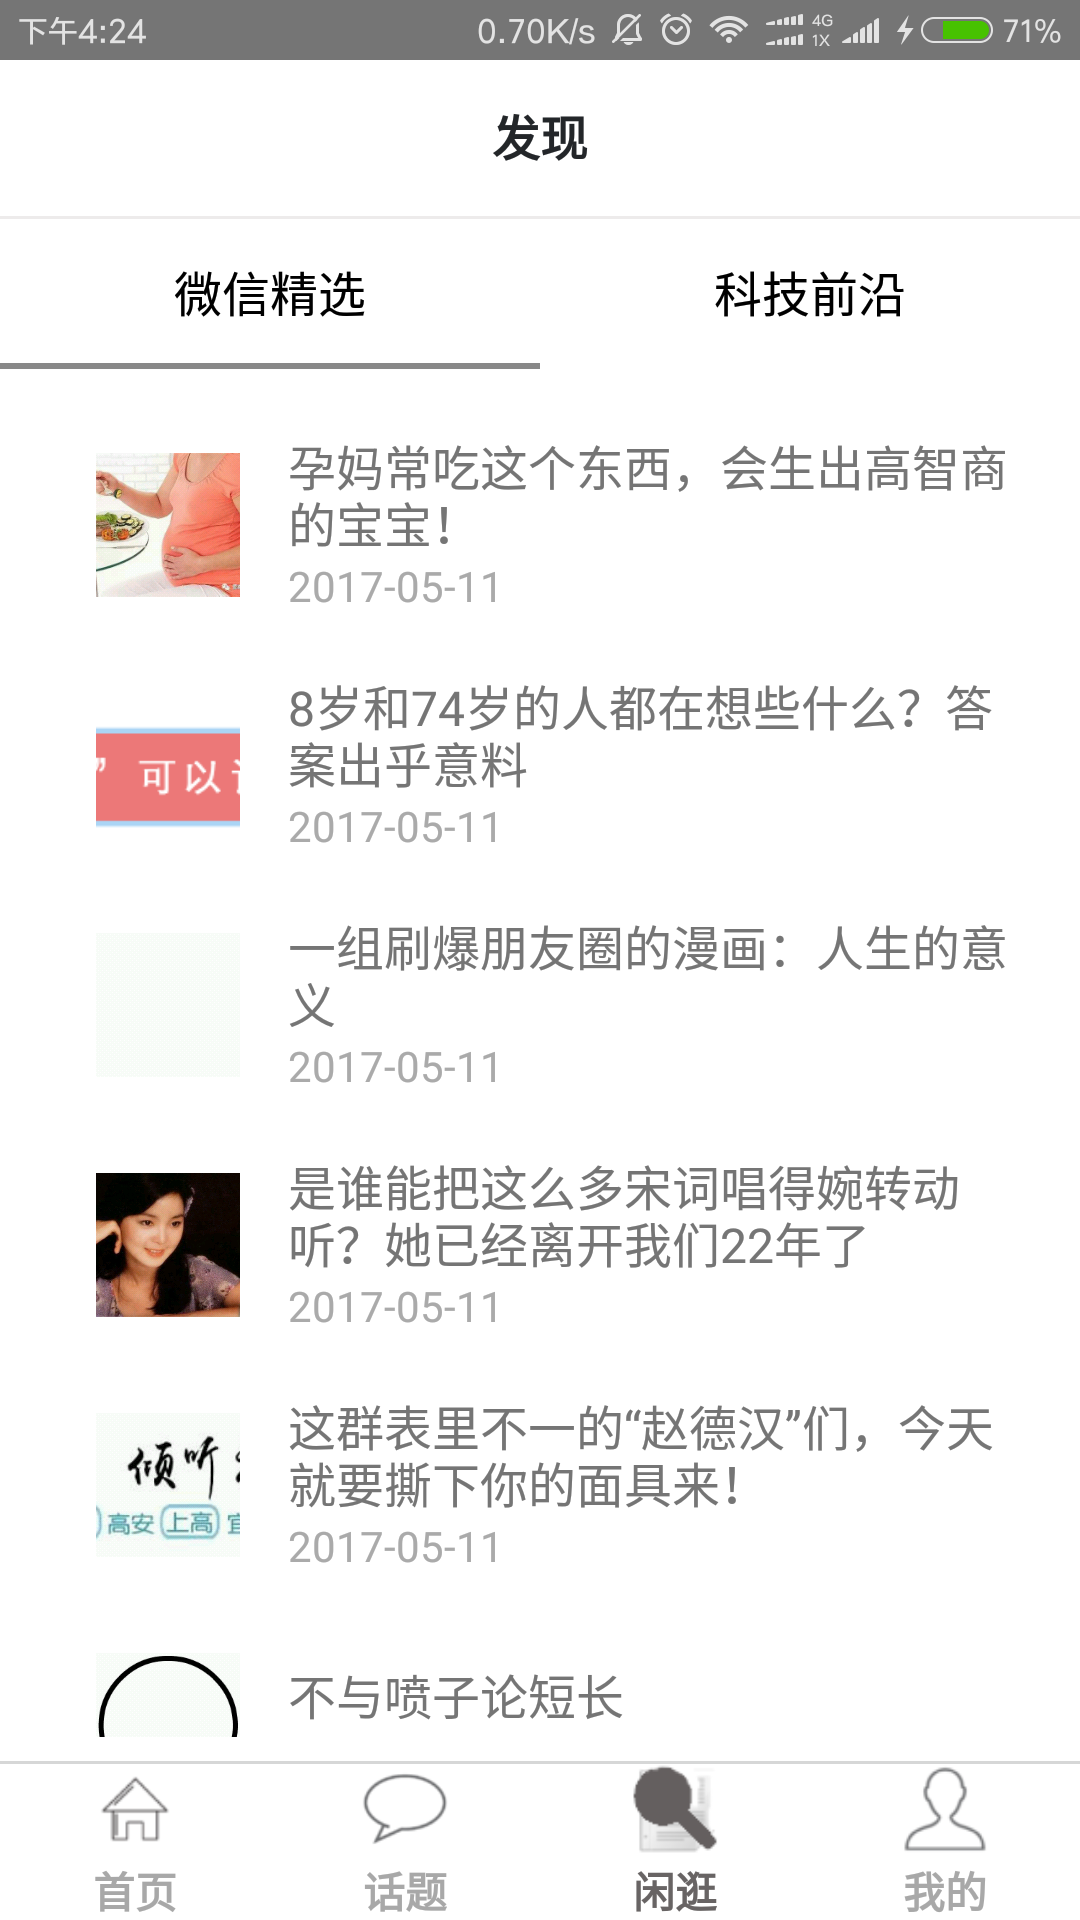 下午4:24
0.70K/s
4G
1X
71%
发现
微信精选
科技前沿
孕妈常吃这个东西，会生出高智商
的宝宝！
2017-05-11
8岁和74岁的人都在想些什么？答
案出乎意料
2017-05-11
” 可以
一组刷爆朋友圈的漫画：人生的意
义
2017-05-11
是谁能把这么多宋词唱得婉转动
听？她已经离开我们22年了
2017-05-11
这群表里不一的“赵德汉”们，今天
就要撕下你的面具来！
2017-05-11
倾听
高安 上高
不与喷子论短长
首页
话题
闲逛
我的